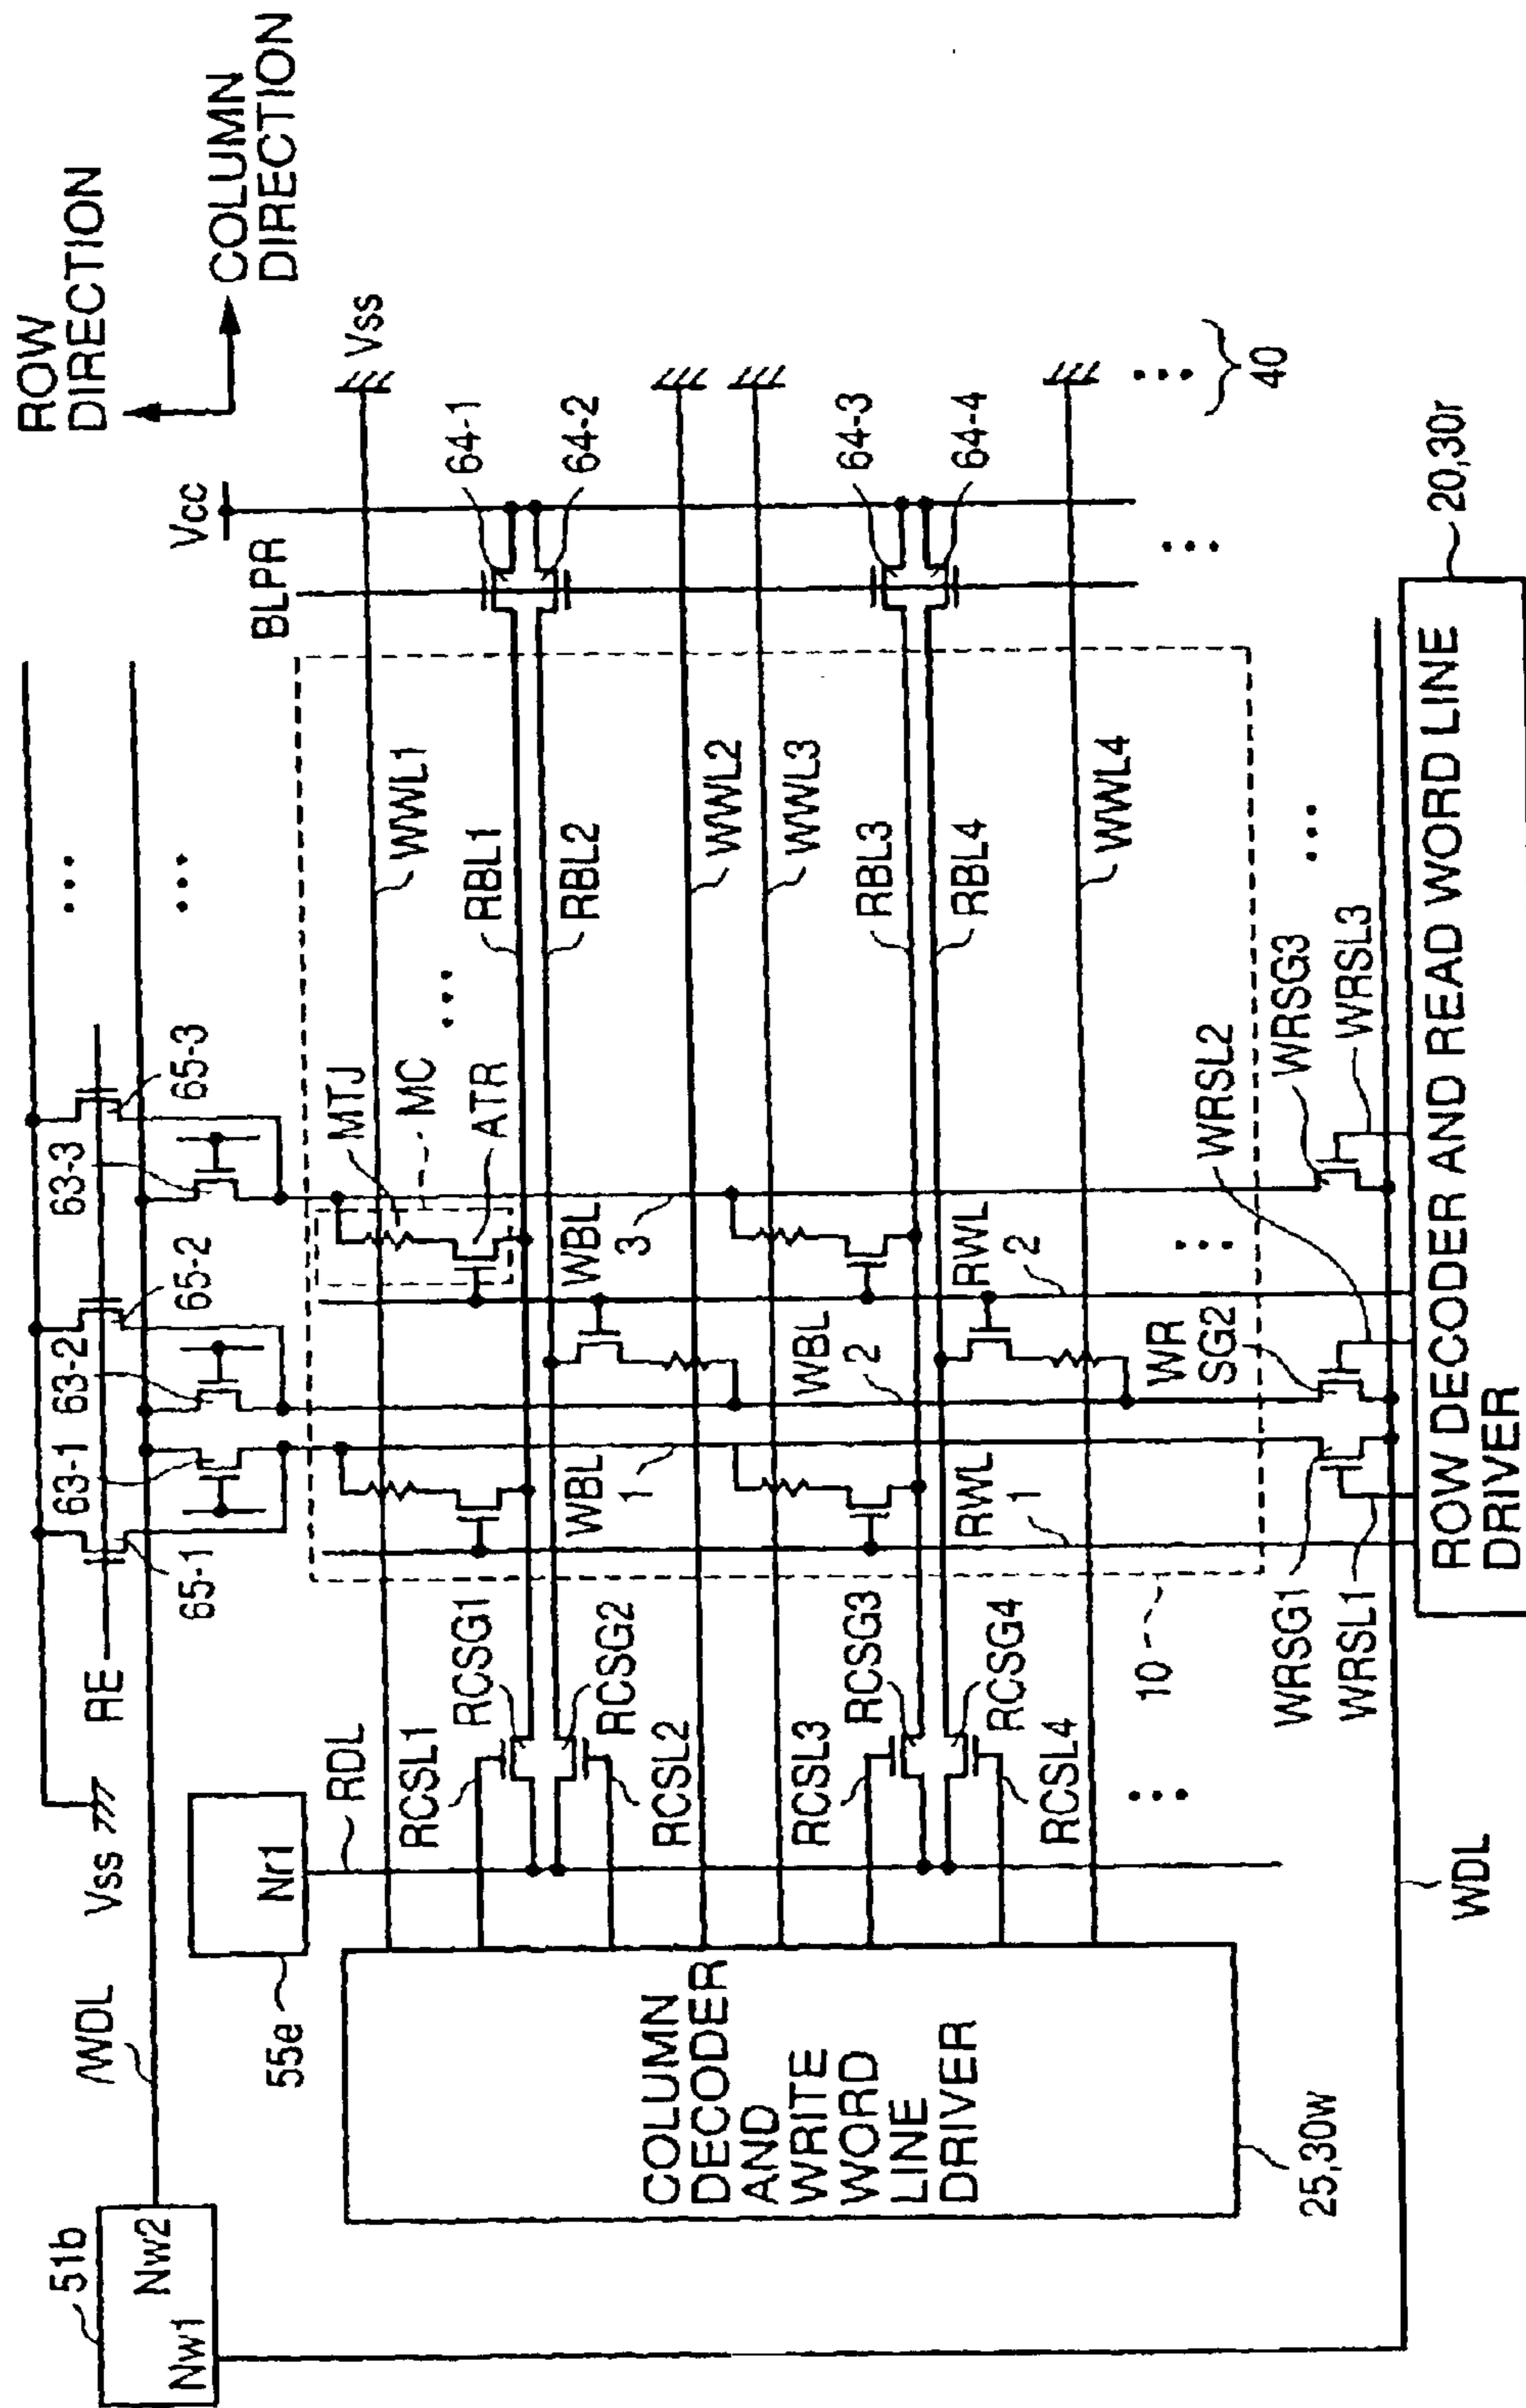 ROW
DIRECTION
COLUMN
DIRECTION
51b
Nw2
Nw1
/WDL
Vss
RE
65-1
63-1
63-2
65-2
63-3
65-3
...
...
55e
Nr1
RDL
Vcc
BLPR
Vss
MTJ
MC
ATR
...
WWL1
RCSL1
RCSG1
RBL1
64-1
RCSG2
RBL2
64-2
RCSL2
WBL
1
WBL
3
WWL2
WWL3
RCSL3
RCSG3
WBL
2
RBL3
64-3
RCSG4
RBL4
64-4
RCSL4
RWL
1
RWL
2
WWL4
...
...
...
...
40
COLUMN
DECODER
AND
WRITE
WORD
LINE
DRIVER
25,30w
10
WRSG1
WRSL1
WR
SG2
WRSL2
WRSG3
WRSL3
...
WDL
ROW DECODER AND READ WORD LINE
DRIVER
20,30r